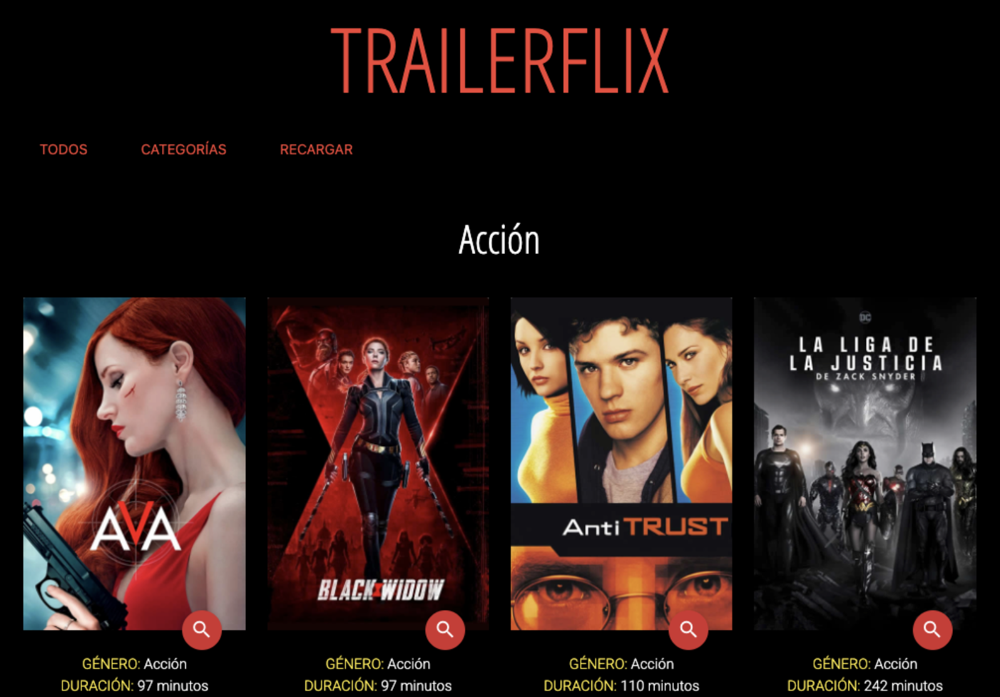 TRAILERFLIX
TODOS
CATEGORÍAS
RECARGAR
Acción
AVA
BLACK WIDOW
AntiTRUST
DC
LA LIGA DE
LA JUSTICIA
DE ZACK SNYDER
GÉNERO: Acción
DURACIÓN: 97 minutos
GÉNERO: Acción
DURACIÓN: 97 minutos
GÉNERO: Acción
DURACIÓN: 110 minutos
GÉNERO: Acción
DURACIÓN: 242 minutos